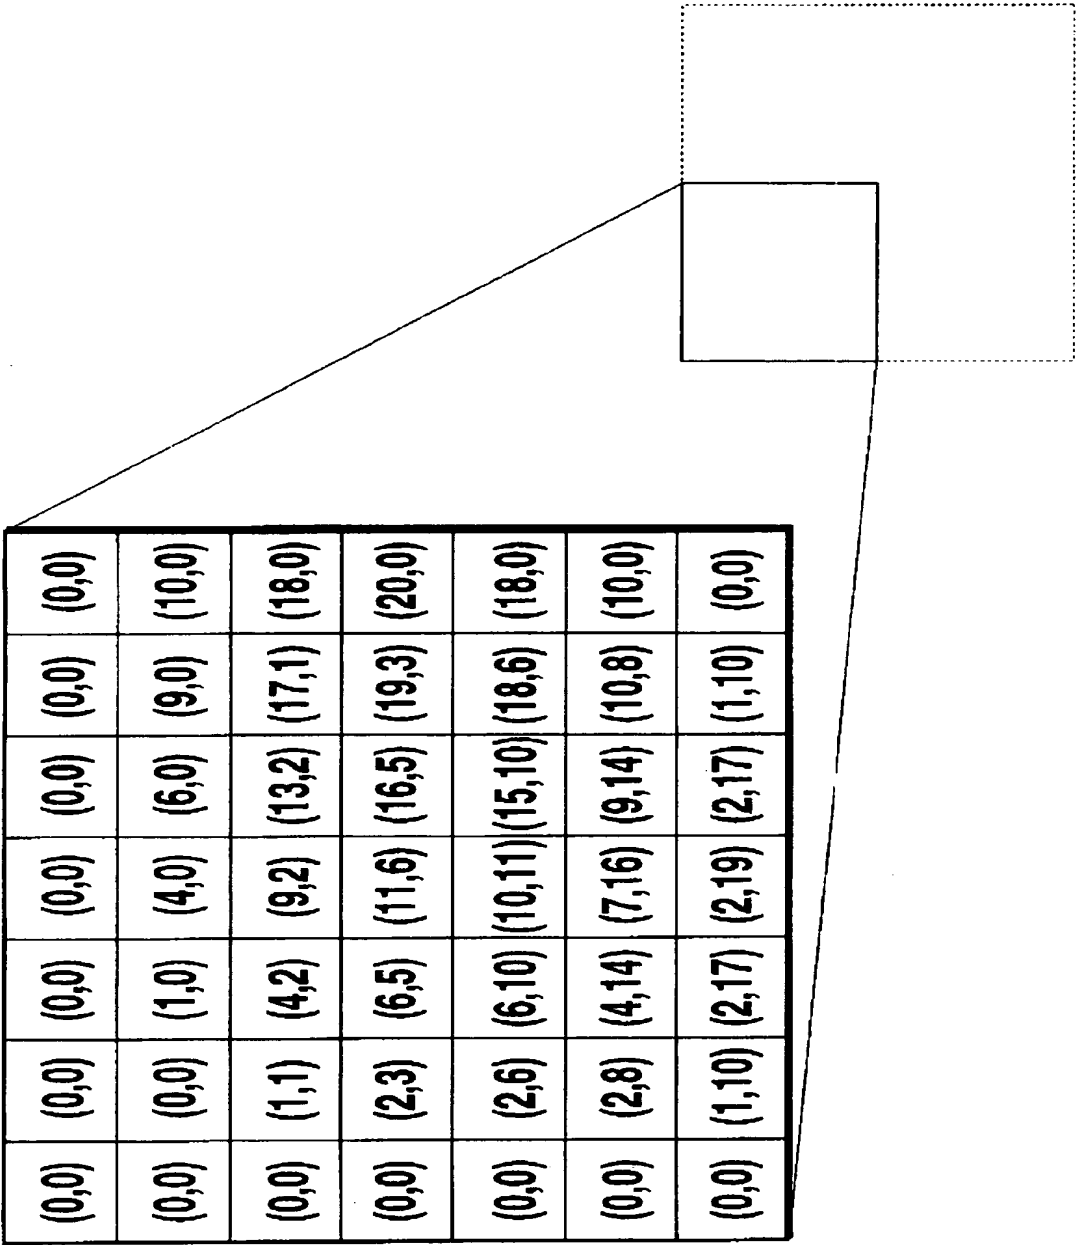 (0,0) (0,0) (0,0) (0,0) (0,0) (0,0) (0,0)
(0,0) (0,0) (1,0) (4,0) (6,0) (9,0) (10,0)
(0,0) (1,1) (4,2) (9,2) (13,2) (17,1) (18,0)
(0,0) (2,3) (6,5) (11,6) (16,5) (19,3) (20,0)
(0,0) (2,6) (6,10) (10,11) (15,10) (18,6) (18,0)
(0,0) (2,8) (4,14) (7,16) (9,14) (10,8) (10,0)
(0,0) (1,10) (2,17) (2,19) (2,17) (1,10) (0,0)